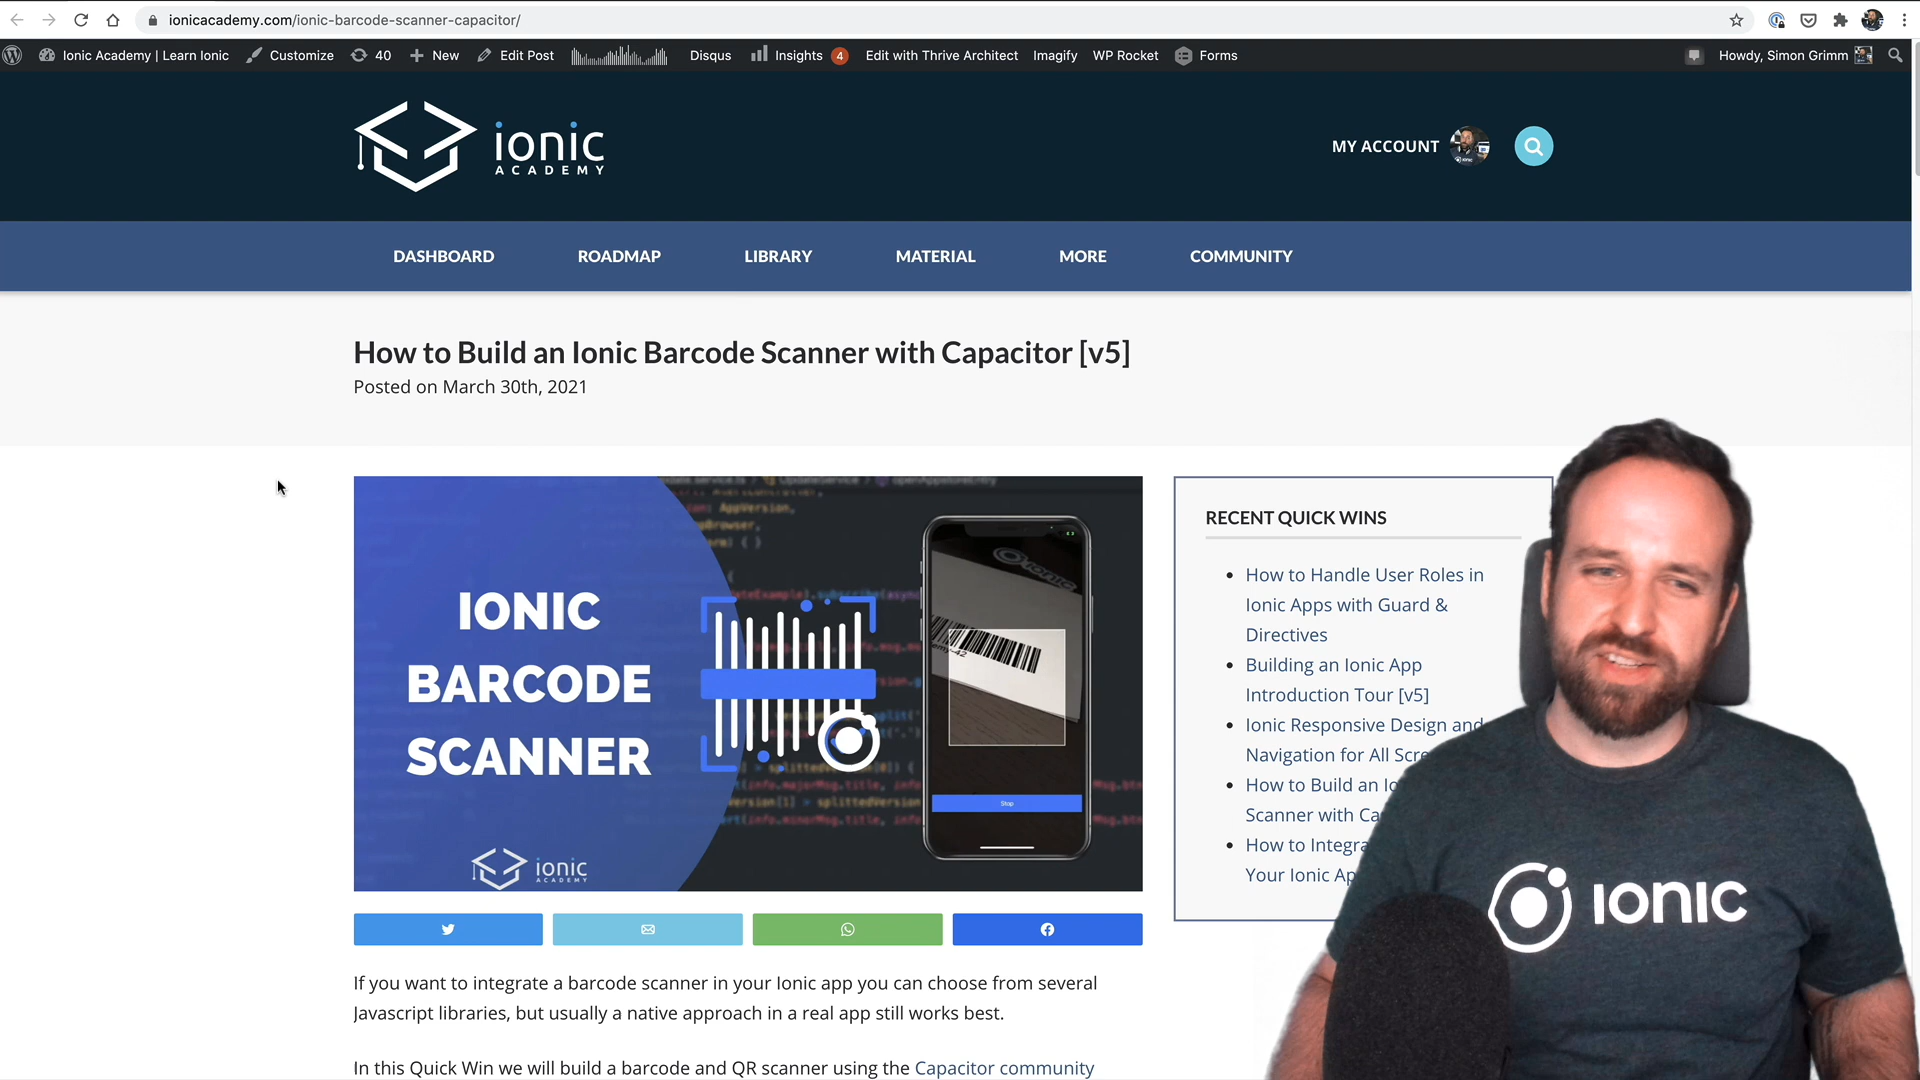 ionicacademy.com/ionic-barcode-scanner-capacitor/
Ionic Academy | Learn Ionic
Customize
40
New
Edit Post
Disqus
Insights 4
Edit with Thrive Architect
Imagify
WP Rocket
Forms
Howdy, Simon Grimm
ionic
ACADEMY
MY ACCOUNT
DASHBOARD
ROADMAP
LIBRARY
MATERIAL
MORE
COMMUNITY
How to Build an Ionic Barcode Scanner with Capacitor [v5]
Posted on March 30th, 2021
IONIC
BARCODE
SCANNER
ionic
ACADEMY
Stop
RECENT QUICK WINS
How to Handle User Roles in
Ionic Apps with Guard &
Directives
Building an Ionic App
Introduction Tour [v5]
Ionic Responsive Design and
Navigation for All Scre
How to Build an Io
Scanner with Ca
How to Integra
Your Ionic Ap
IONIC
If you want to integrate a barcode scanner in your Ionic app you can choose from several
Javascript libraries, but usually a native approach in a real app still works best.
In this Quick Win we will build a barcode and QR scanner using the Capacitor community